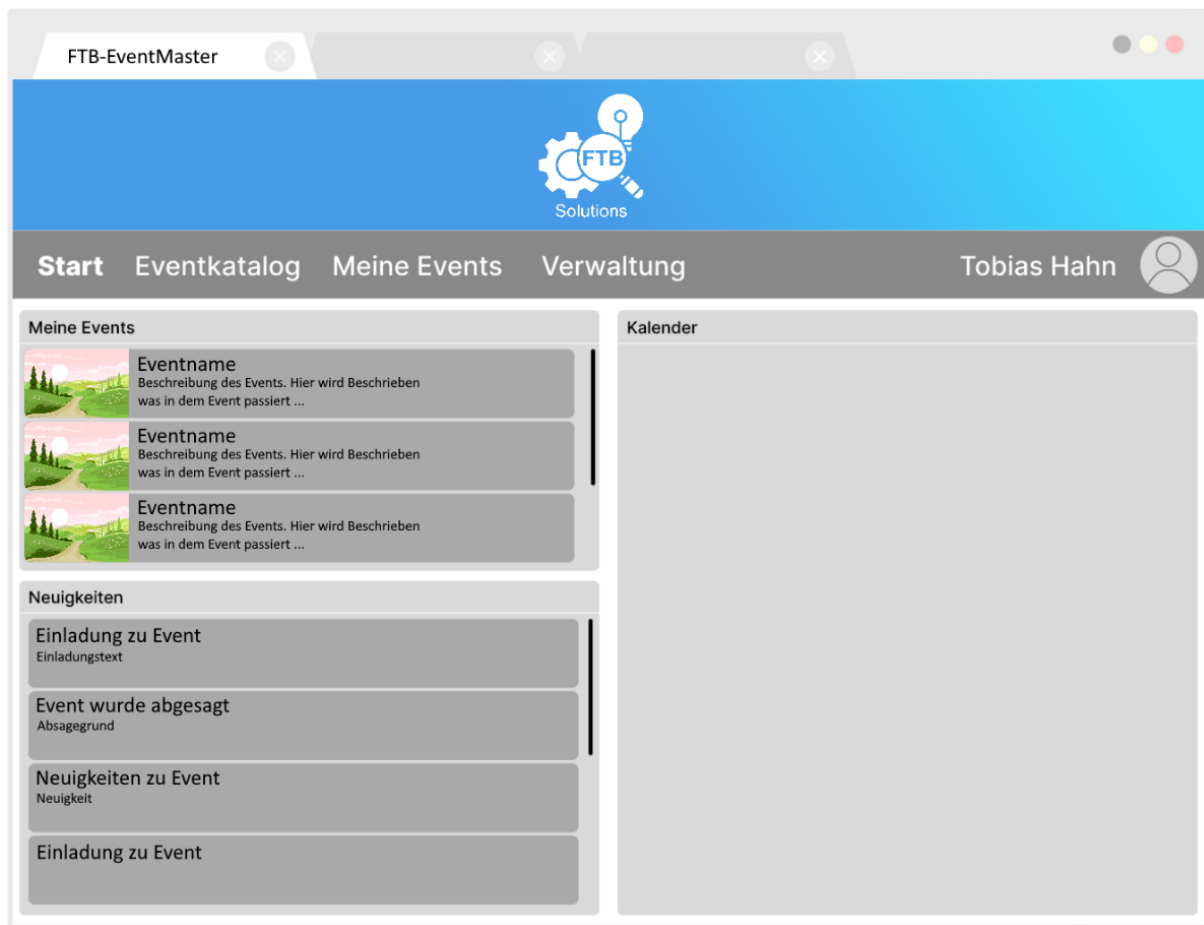 FTB-EventMaster
FTB
Solutions
Start Eventkatalog Meine Events Verwaltung Tobias Hahn
Meine Events
Eventname
Beschreibung des Events. Hier wird Beschrieben
was in dem Event passiert ...
Eventname
Beschreibung des Events. Hier wird Beschrieben
was in dem Event passiert ...
Eventname
Beschreibung des Events. Hier wird Beschrieben
was in dem Event passiert ...
Neuigkeiten
Einladung zu Event
Einladungstext
Event wurde abgesagt
Absagegrund
Neuigkeiten zu Event
Neuigkeit
Einladung zu Event
Kalender